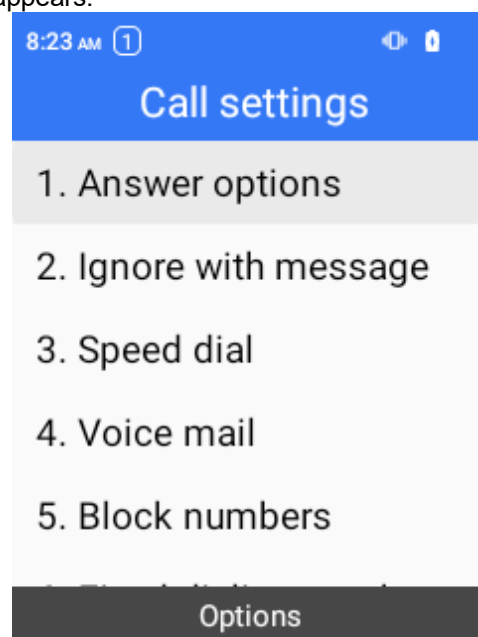 appears.
8:23 AM 1
Call settings
1. Answer options
2. Ignore with message
3. Speed dial
4. Voice mail
5. Block numbers
Options